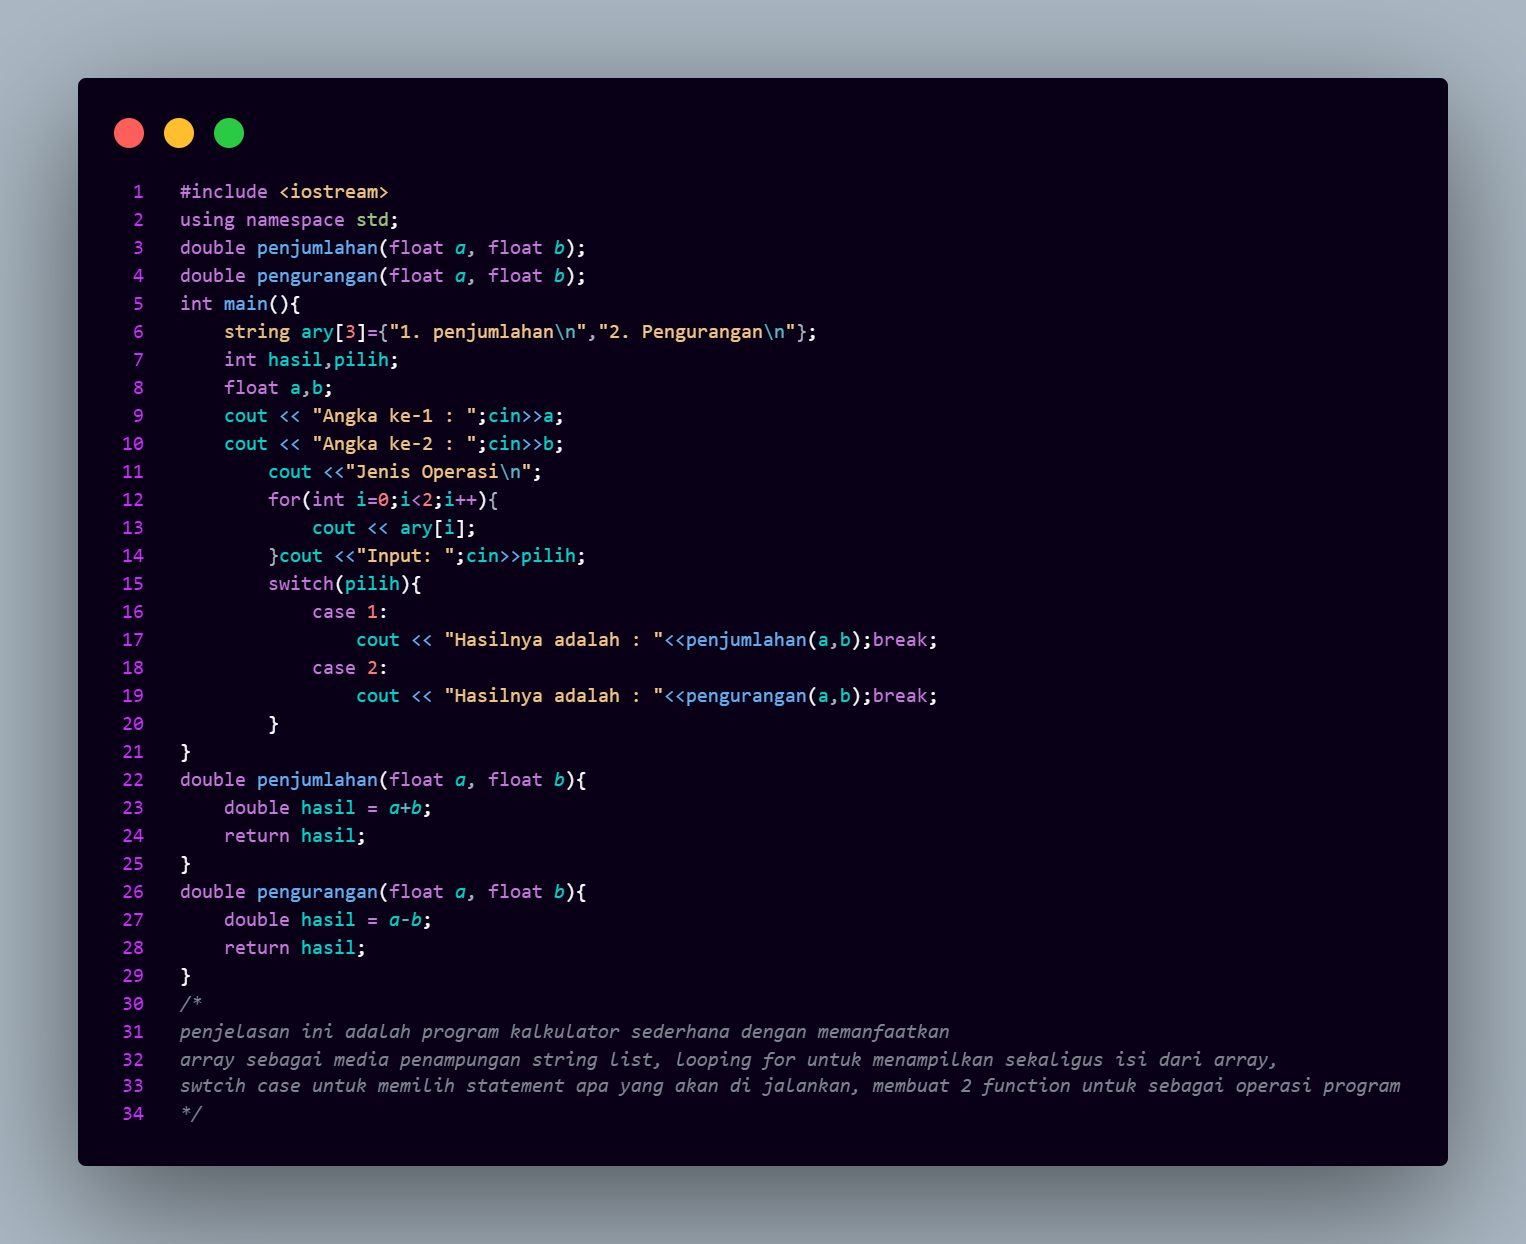 1 #include <iostream>
2 using namespace std;
3 double penjumlahan(float a, float b);
4 double pengurangan(float a, float b);
5 int main(){
6     string ary[3]={"1. penjumlahan\n","2. Pengurangan\n"};
7     int hasil,pilih;
8     float a,b;
9     cout << "Angka ke-1 : ";cin>>a;
10     cout << "Angka ke-2 : ";cin>>b;
11         cout <<"Jenis Operasi\n";
12         for(int i=0;i<2;i++){
13             cout << ary[i];
14         }cout <<"Input: ";cin>>pilih;
15         switch(pilih){
16             case 1:
17                 cout << "Hasilnya adalah : "<<penjumlahan(a,b);break;
18             case 2:
19                 cout << "Hasilnya adalah : "<<pengurangan(a,b);break;
20         }
21 }
22 double penjumlahan(float a, float b){
23     double hasil = a+b;
24     return hasil;
25 }
26 double pengurangan(float a, float b){
27     double hasil = a-b;
28     return hasil;
29 }
30 /*
31 penjelasan ini adalah program kalkulator sederhana dengan memanfaatkan
32 array sebagai media penampungan string list, looping for untuk menampilkan sekaligus isi dari array,
33 swtcih case untuk memilih statement apa yang akan di jalankan, membuat 2 function untuk sebagai operasi program
34 */